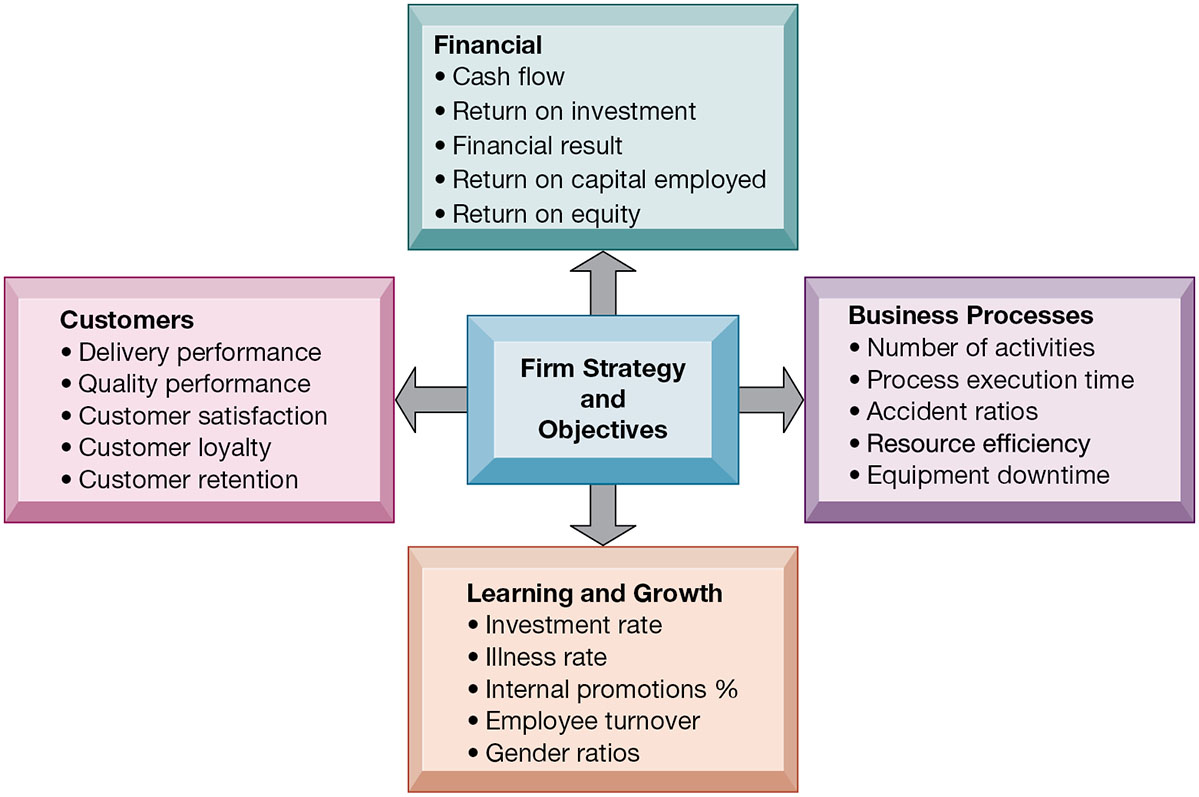 Financial
• Cash flow
• Return on investment
• Financial result
• Return on capital employed
• Return on equity
Customers
• Delivery performance
• Quality performance
• Customer satisfaction
• Customer loyalty
• Customer retention
Firm Strategy
and
Objectives
Business Processes
• Number of activities
• Process execution time
• Accident ratios
• Resource efficiency
• Equipment downtime
Learning and Growth
• Investment rate
• Illness rate
• Internal promotions %
• Employee turnover
• Gender ratios